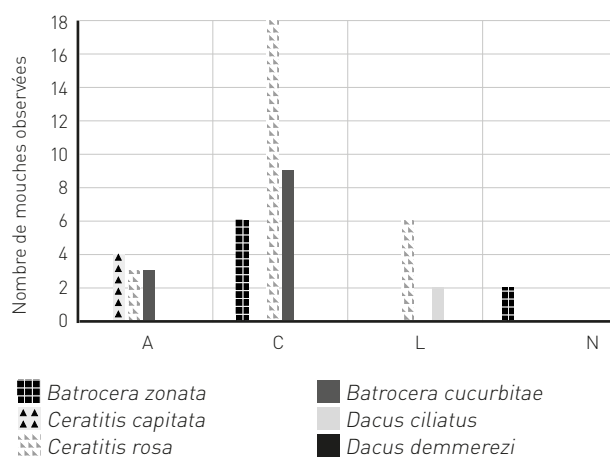 Nombre de mouches observées
18
16
14
12
10
8
6
4
2
0
A C L N
Batrocera zonata
Ceratitis capitata
Ceratitis rosa
Batrocera cucurbitae
Dacus ciliatus
Dacus demmerezi